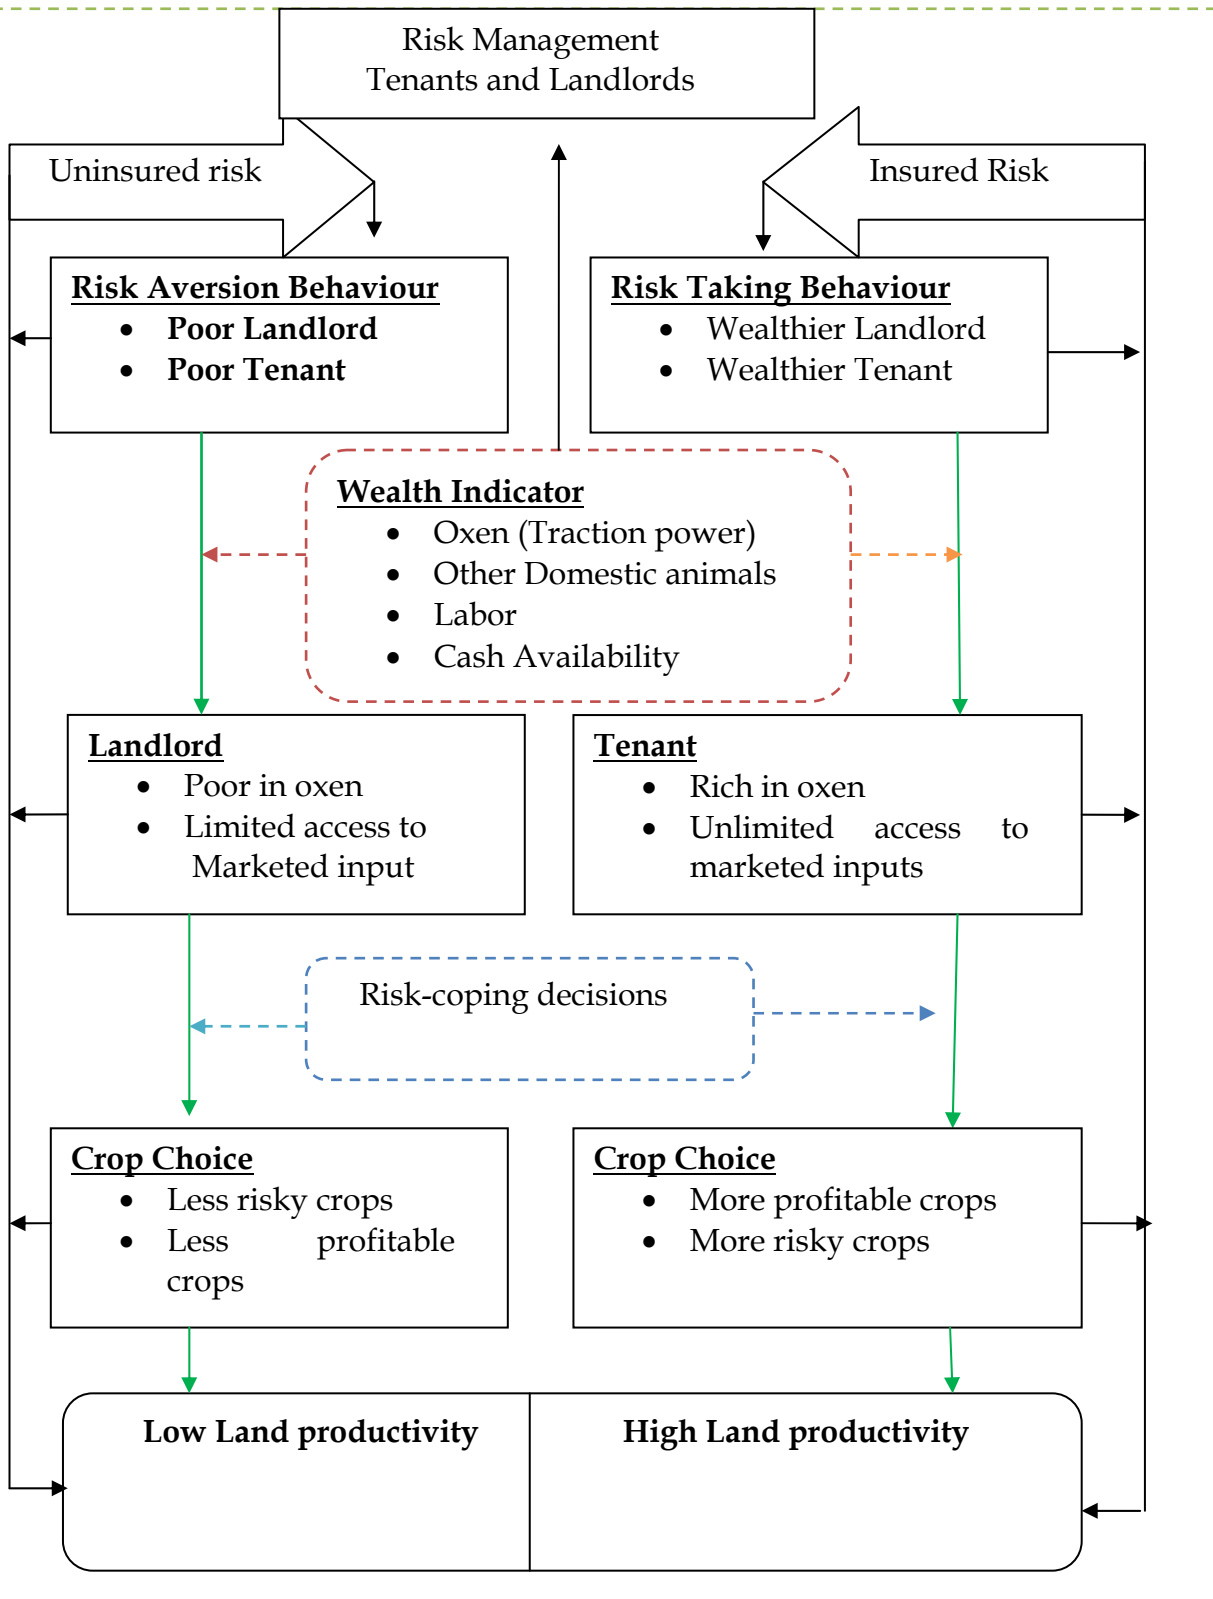 Risk Management
Tenants and Landlords
Uninsured risk
Insured Risk
Risk Aversion Behaviour
• Poor Landlord
• Poor Tenant
Risk Taking Behaviour
• Wealthier Landlord
• Wealthier Tenant
Wealth Indicator
• Oxen (Traction power)
• Other Domestic animals
• Labor
• Cash Availability
Landlord
• Poor in oxen
• Limited access to
Marketed input
Tenant
• Rich in oxen
• Unlimited access to
marketed inputs
Risk-coping decisions
Crop Choice
• Less risky crops
• Less profitable
crops
Crop Choice
• More profitable crops
• More risky crops
Low Land productivity
High Land productivity